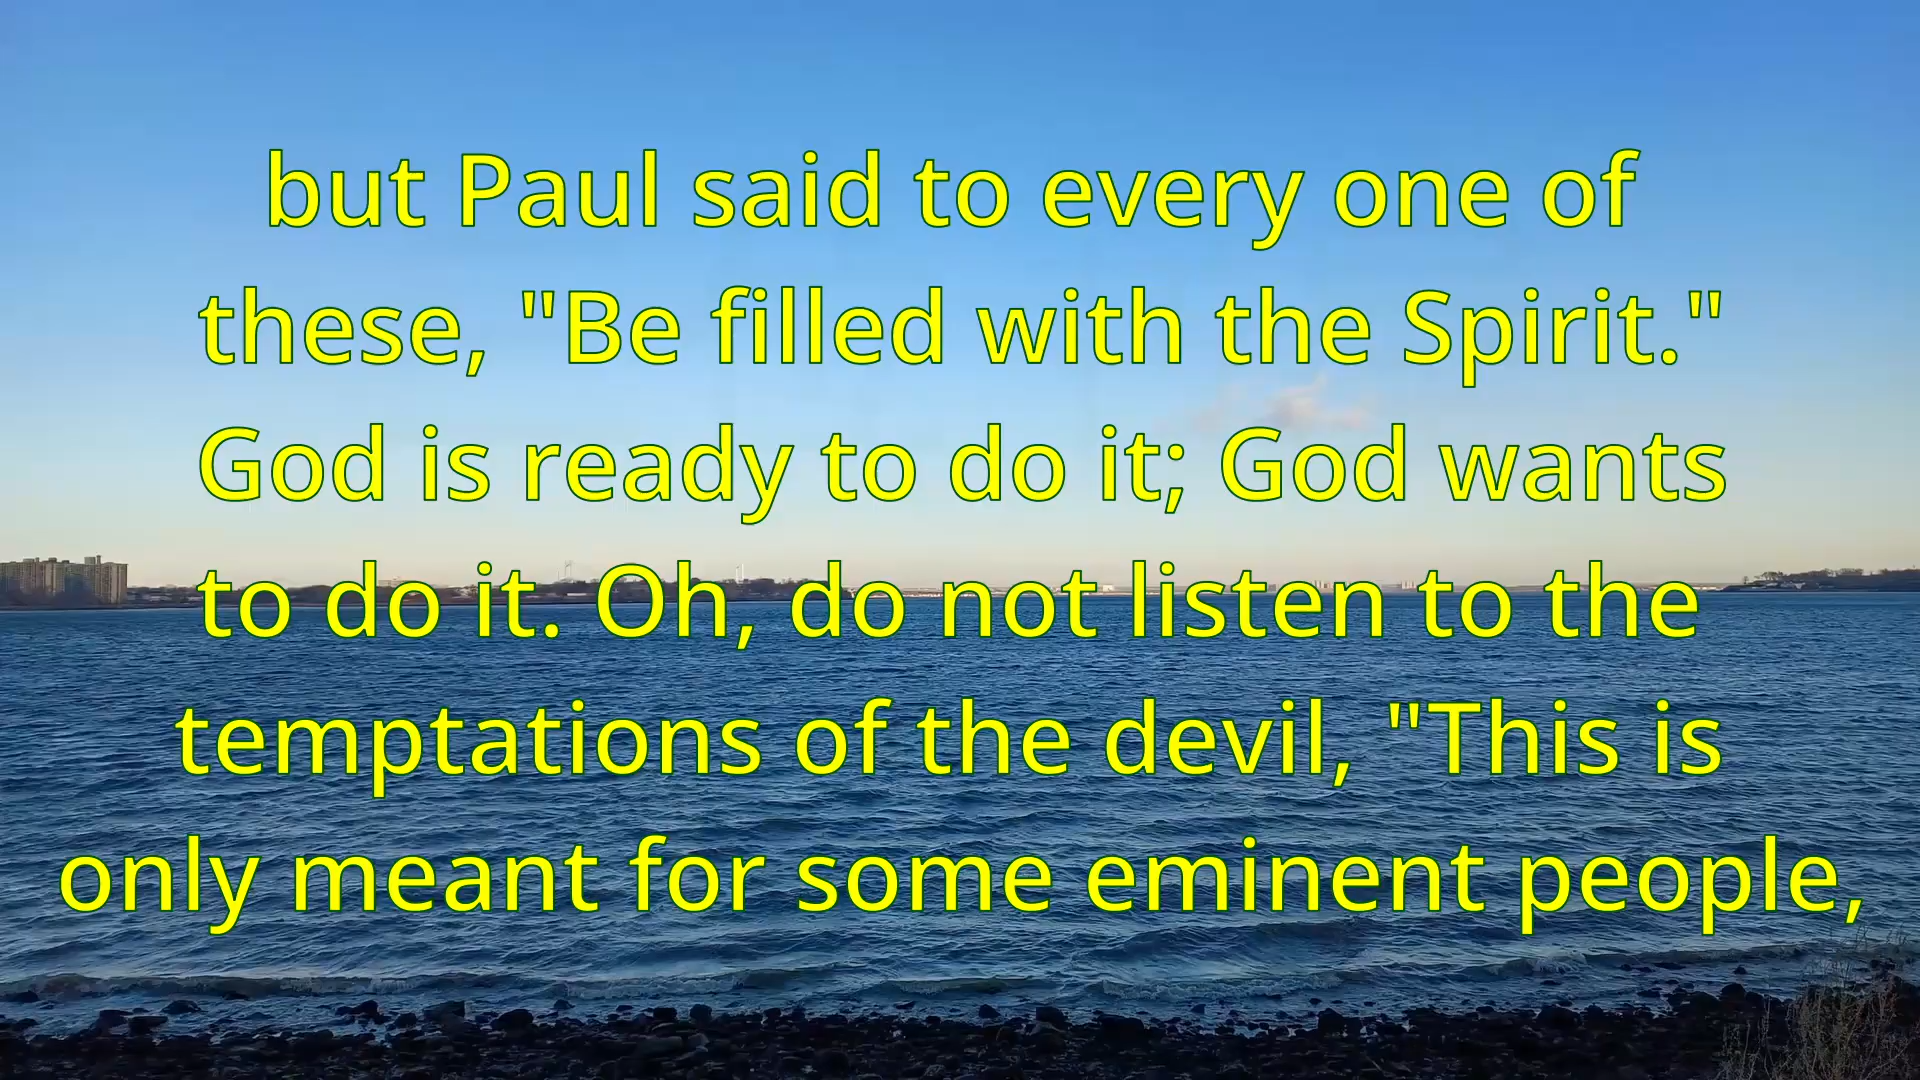 but Paul said to every one of
these, "Be filled with the Spirit."
God is ready to do it; God wants
to do it. Oh, do not listen to the
temptations of the devil, "This is
only meant for some eminent people,